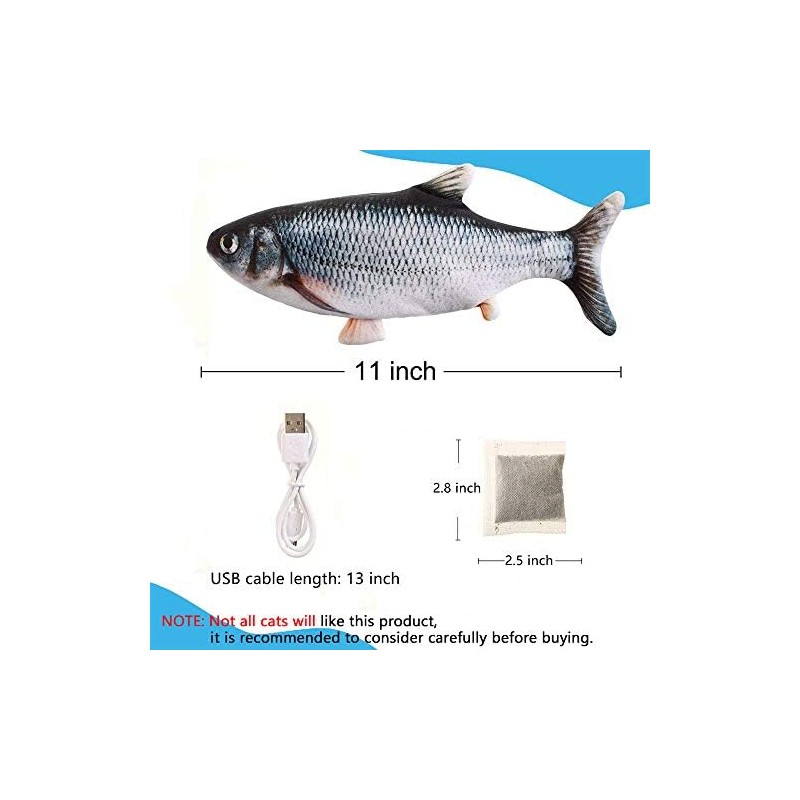 11 inch
2.8 inch
2.5 inch
USB cable length: 13 inch
NOTE: Not all cats will like this product,
it is recommended to consider carefully before buying.